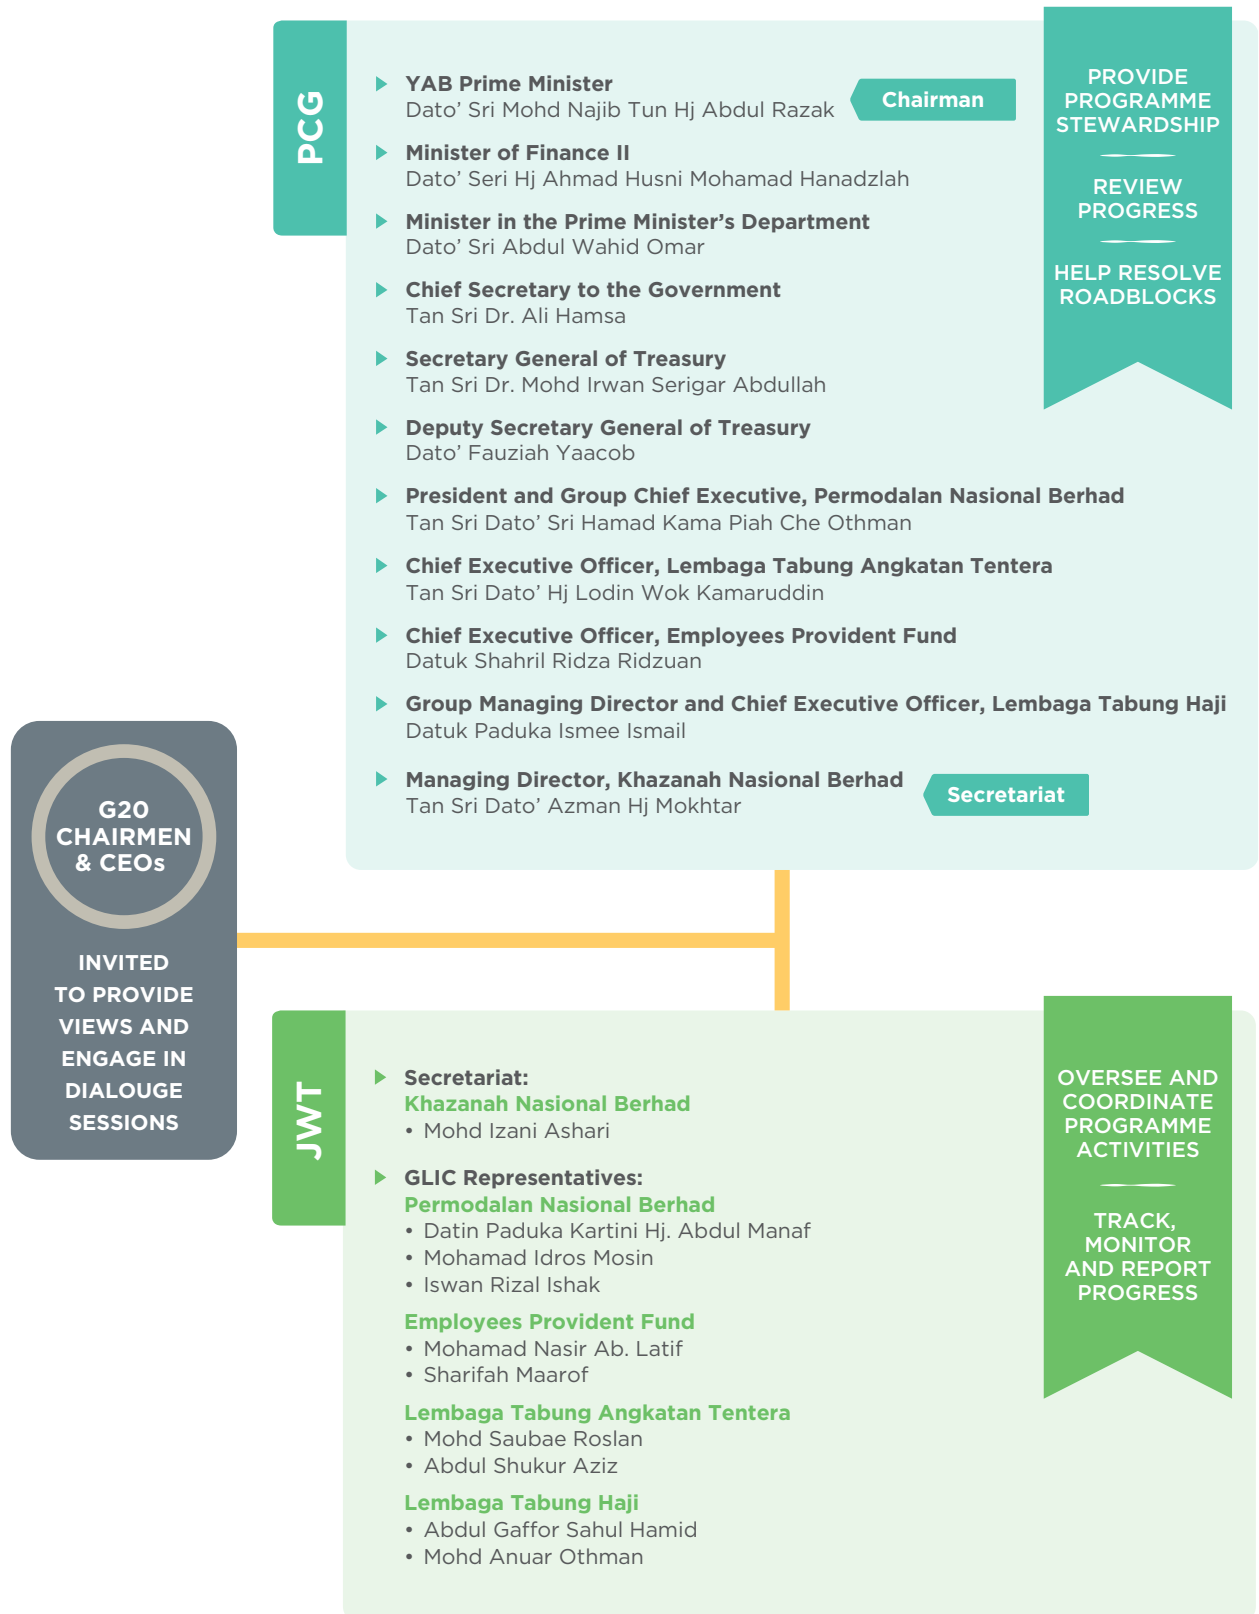 PCG
YAB Prime Minister
Dato’ Sri Mohd Najib Tun Hj Abdul Razak
Chairman
Minister of Finance II
Dato’ Seri Hj Ahmad Husni Mohamad Hanadzlah
Minister in the Prime Minister’s Department
Dato’ Sri Abdul Wahid Omar
Chief Secretary to the Government
Tan Sri Dr. Ali Hamsa
Secretary General of Treasury
Tan Sri Dr. Mohd Irwan Serigar Abdullah
Deputy Secretary General of Treasury
Dato’ Fauziah Yaacob
President and Group Chief Executive, Permodalan Nasional Berhad
Tan Sri Dato’ Sri Hamad Kama Piah Che Othman
Chief Executive Officer, Lembaga Tabung Angkatan Tentera
Tan Sri Dato’ Hj Lodin Wok Kamaruddin
Chief Executive Officer, Employees Provident Fund
Datuk Shahril Ridza Ridzuan
Group Managing Director and Chief Executive Officer, Lembaga Tabung Haji
Datuk Paduka Ismee Ismail
Managing Director, Khazanah Nasional Berhad
Tan Sri Dato’ Azman Hj Mokhtar
Secretariat
PROVIDE
PROGRAMME
STEWARDSHIP
REVIEW
PROGRESS
HELP RESOLVE
ROADBLOCKS
G20
CHAIRMEN
& CEOs
INVITED
TO PROVIDE
VIEWS AND
ENGAGE IN
DIALOUGE
SESSIONS
JWT
Secretariat:
Khazanah Nasional Berhad
• Mohd Izani Ashari
GLIC Representatives:
Permodalan Nasional Berhad
• Datin Paduka Kartini Hj. Abdul Manaf
• Mohamad Idros Mosin
• Iswan Rizal Ishak
Employees Provident Fund
• Mohamad Nasir Ab. Latif
• Sharifah Maarof
Lembaga Tabung Angkatan Tentera
• Mohd Saubae Roslan
• Abdul Shukur Aziz
Lembaga Tabung Haji
• Abdul Gaffor Sahul Hamid
• Mohd Anuar Othman
OVERSEE AND
COORDINATE
PROGRAMME
ACTIVITIES
TRACK,
MONITOR
AND REPORT
PROGRESS